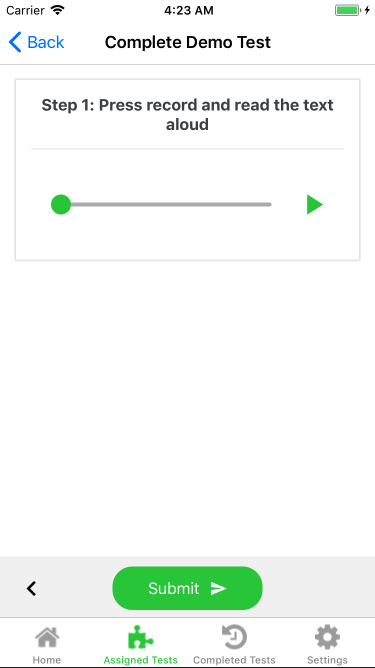 Carrier 4:23 AM
Back Complete Demo Test
Step 1: Press record and read the text
aloud
Submit
Home Assigned Tests Completed Tests Settings